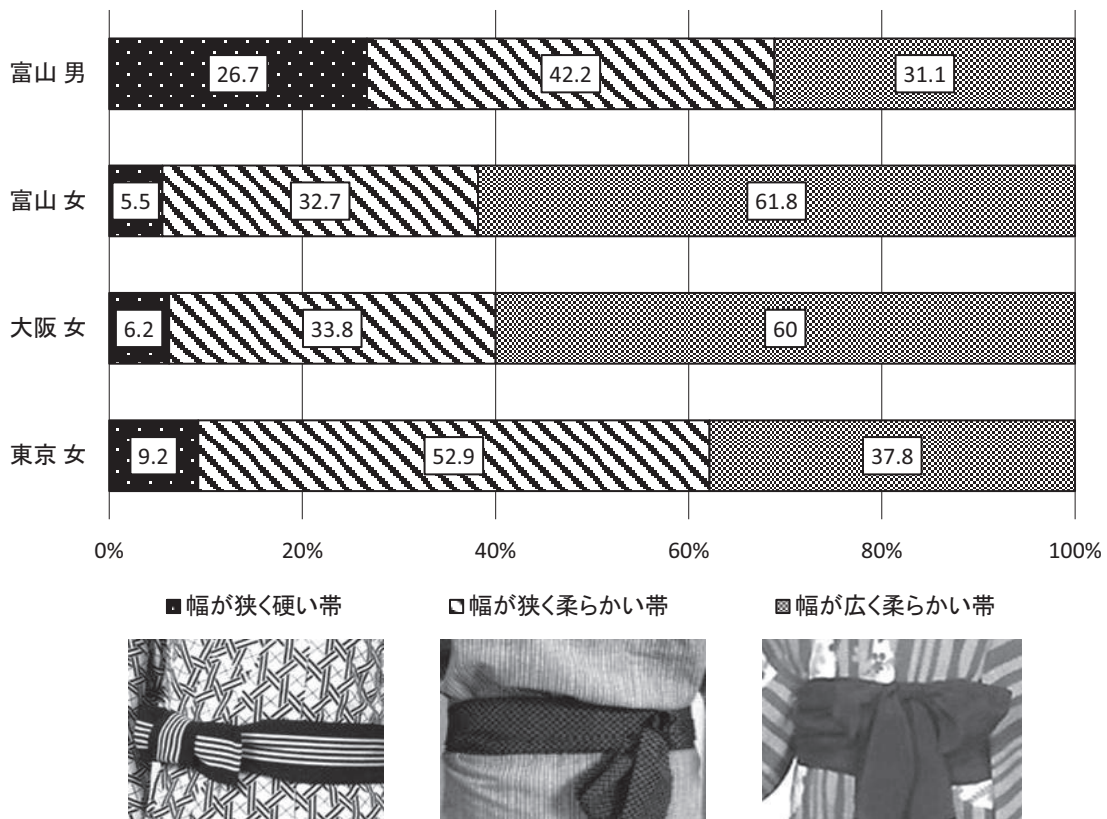 富山 男 26.7 42.2 31.1
富山 女 5.5 32.7 61.8
大阪 女 6.2 33.8 60
東京 女 9.2 52.9 37.8
0% 20% 40% 60% 80% 100%
幅が狭く硬い帯 幅が狭く柔らかい帯 幅が広く柔らかい帯